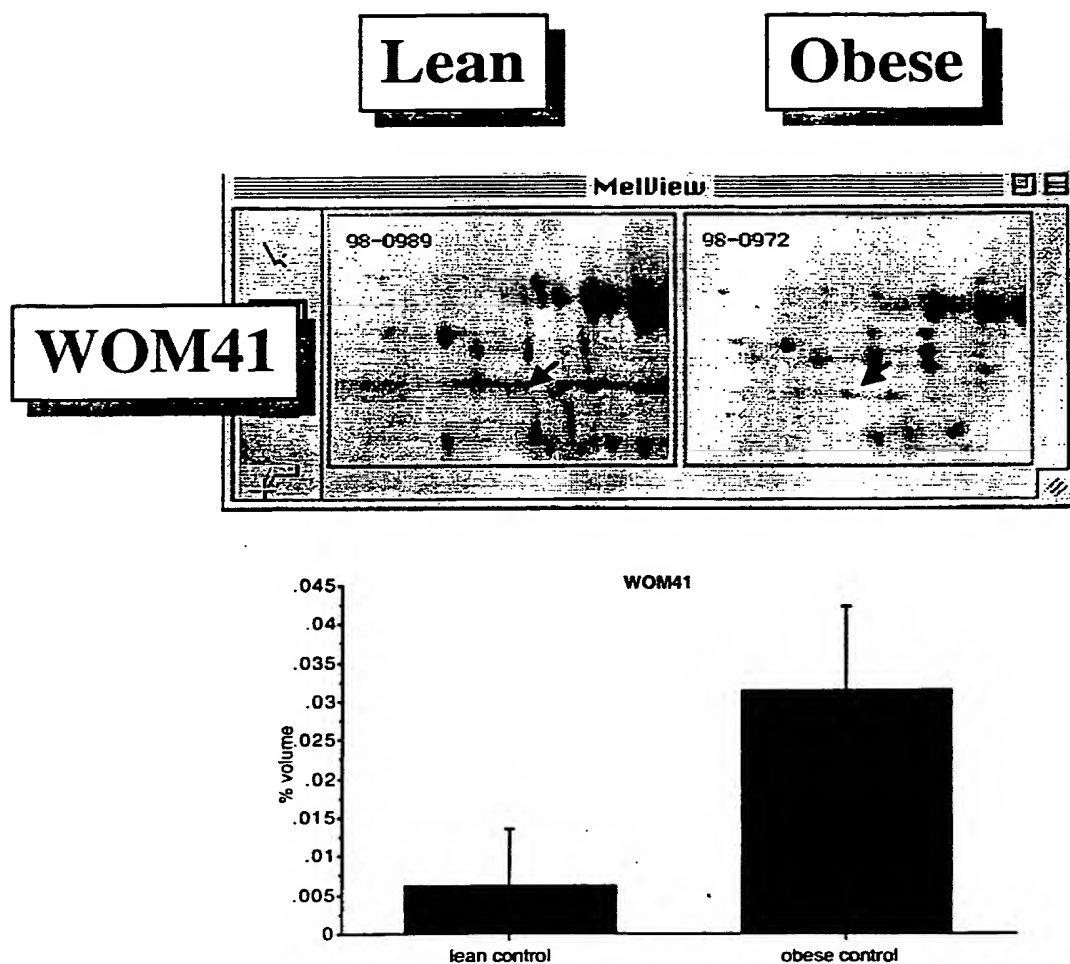 Lean
Obese
MelView
98-0989
98-0972
WOM41
WOM41
.045
.04
.035
.03
.025
.02
.015
.01
.005
0
% volume
lean control
obese control